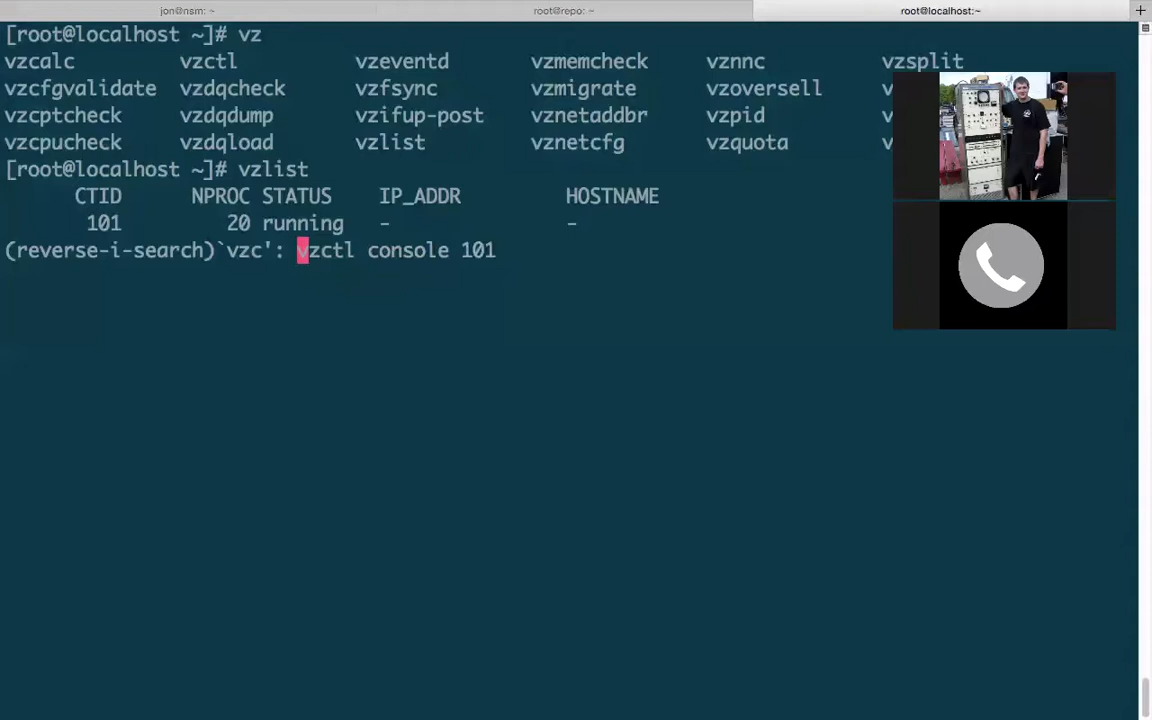 jon@nsm: ~ root@repo: ~ root@localhost:~
[root@localhost ~]# vz
vzcalc vzctl vzeventd vzmemcheck vznnc vzsplit
vzcfgvalidate vzdqcheck vzfsync vzmigrate vzoversell v
vzcptcheck vzdqdump vzifup-post vznetaddbr vzpid v
vzcpucheck vzdqload vzlist vznetcfg vzquota v
[root@localhost ~]# vzlist
CTID NPROC STATUS IP_ADDR HOSTNAME
101 20 running - -
(reverse-i-search)`vzc': vzctl console 101